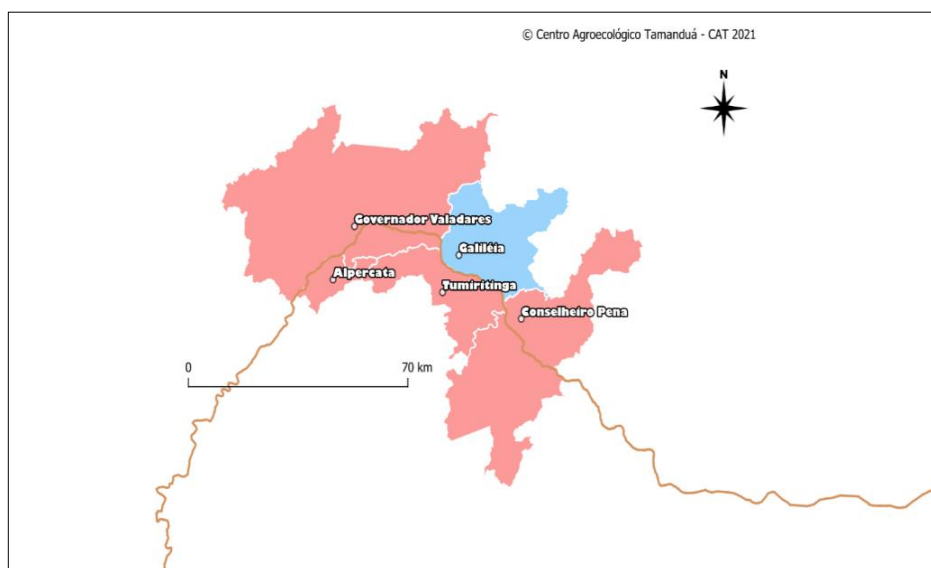 © Centro Agroecológico Tamanduá - CAT 2021
N
Governador Valadares
Galiléia
Alpercata
Tumiritinga
Conselheiro Pena
0 70 km